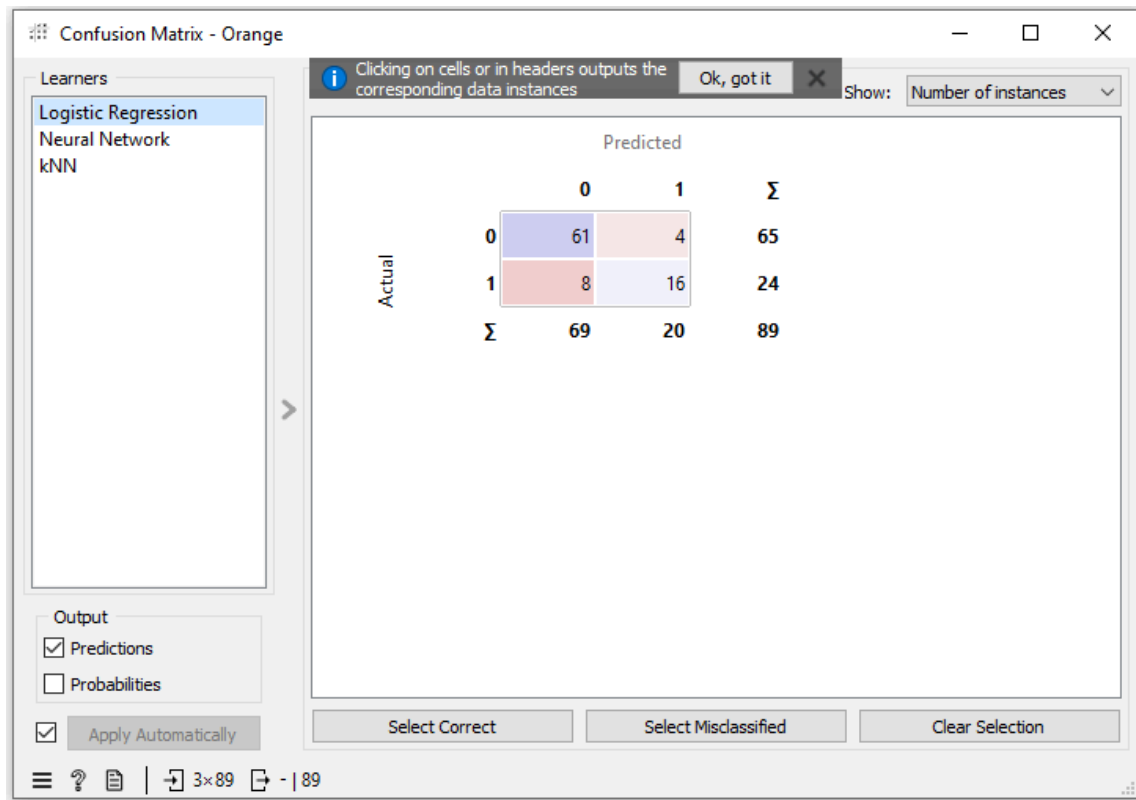 Confusion Matrix - Orange
Learners
Logistic Regression
Neural Network
kNN
Output
Predictions
Probabilities
Apply Automatically
Clicking on cells or in headers outputs the
corresponding data instances
Ok, got it
Show: Number of instances
Predicted
0 1 Σ
Actual
0 61 4 65
1 8 16 24
Σ 69 20 89
Select Correct Select Misclassified Clear Selection
3×89 - | 89